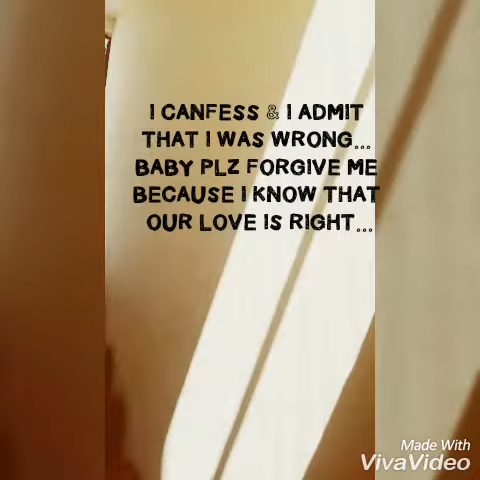 I CANFESS & I ADMIT
THAT I WAS WRONG...
BABY PLZ FORGIVE ME
BECAUSE I KNOW THAT
OUR LOVE IS RIGHT...
Made With
VivaVideo